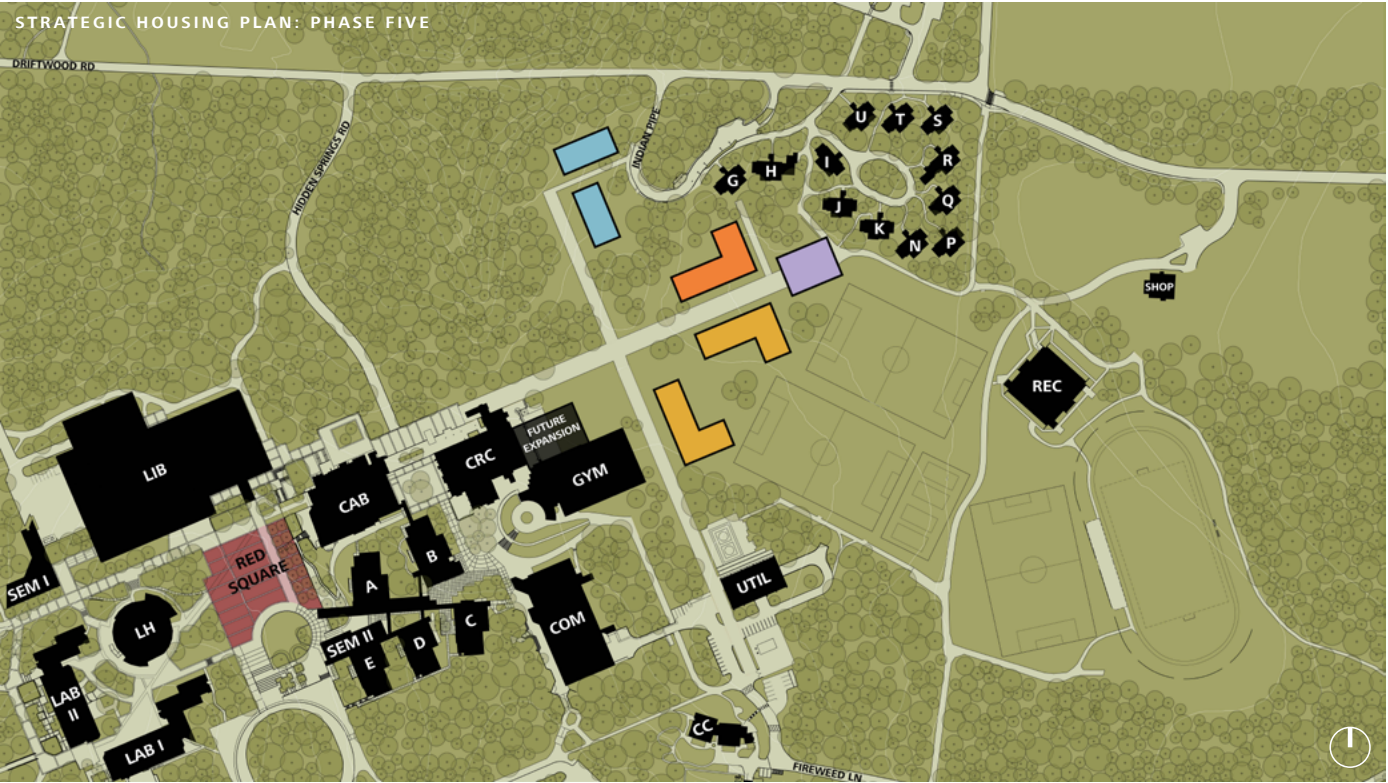 STRATEGIC HOUSING PLAN: PHASE FIVE
DRIFTWOOD RD
HIDDEN SPRINGS RD
INDIAN PIPE
U
T
S
G
H
I
R
J
Q
K
N
P
SHOP
REC
LIB
CAB
CRC
FUTURE
EXPANSION
GYM
SEM I
RED
SQUARE
LH
A
B
SEM II
E
D
C
COM
UTIL
LAB
II
LAB I
CC
FIREWEED LN